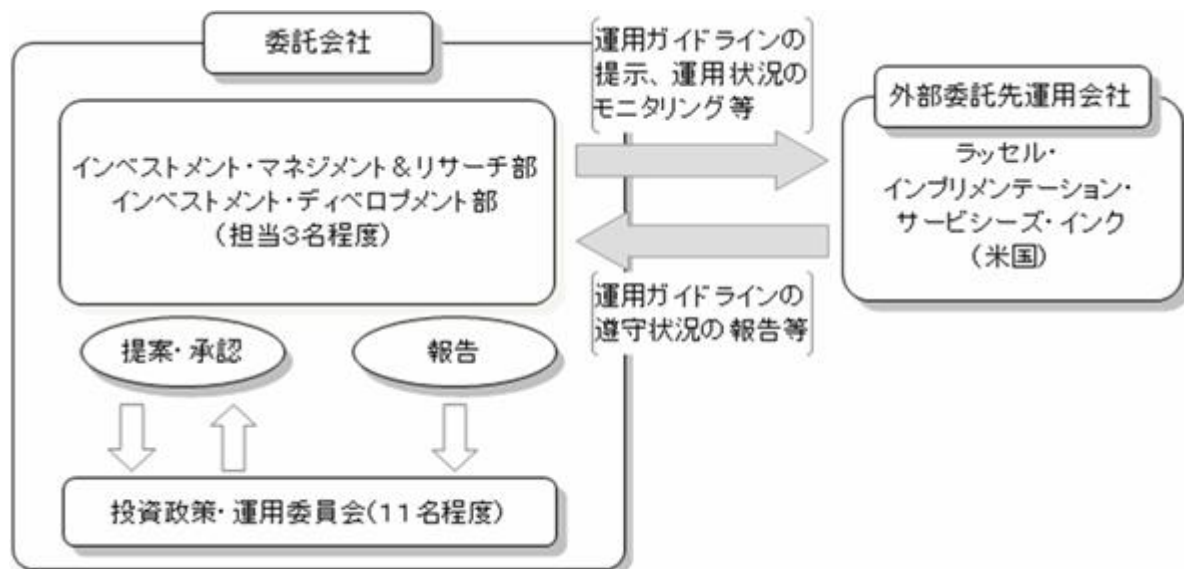 委託会社
運用ガイドラインの
提示、運用状況の
モニタリング等
外部委託先運用会社
インベストメント・マネジメント&リサーチ部
インベストメント・ディベロプメント部
(担当3名程度)
ラッセル・
インプリメンテーション・
サービシーズ・インク
(米国)
運用ガイドラインの
遵守状況の報告等
提案・承認
報告
投資政策・運用委員会(11名程度)